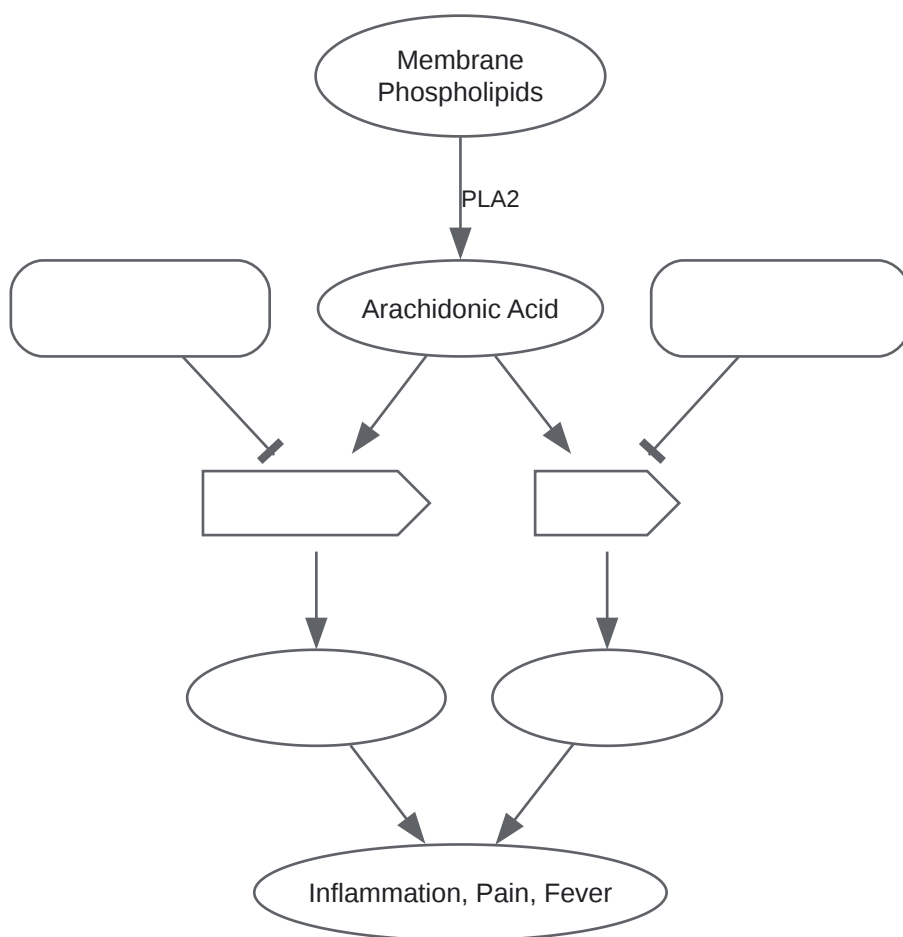 Membrane
Phospholipids
PLA2
Arachidonic Acid
Inflammation, Pain, Fever